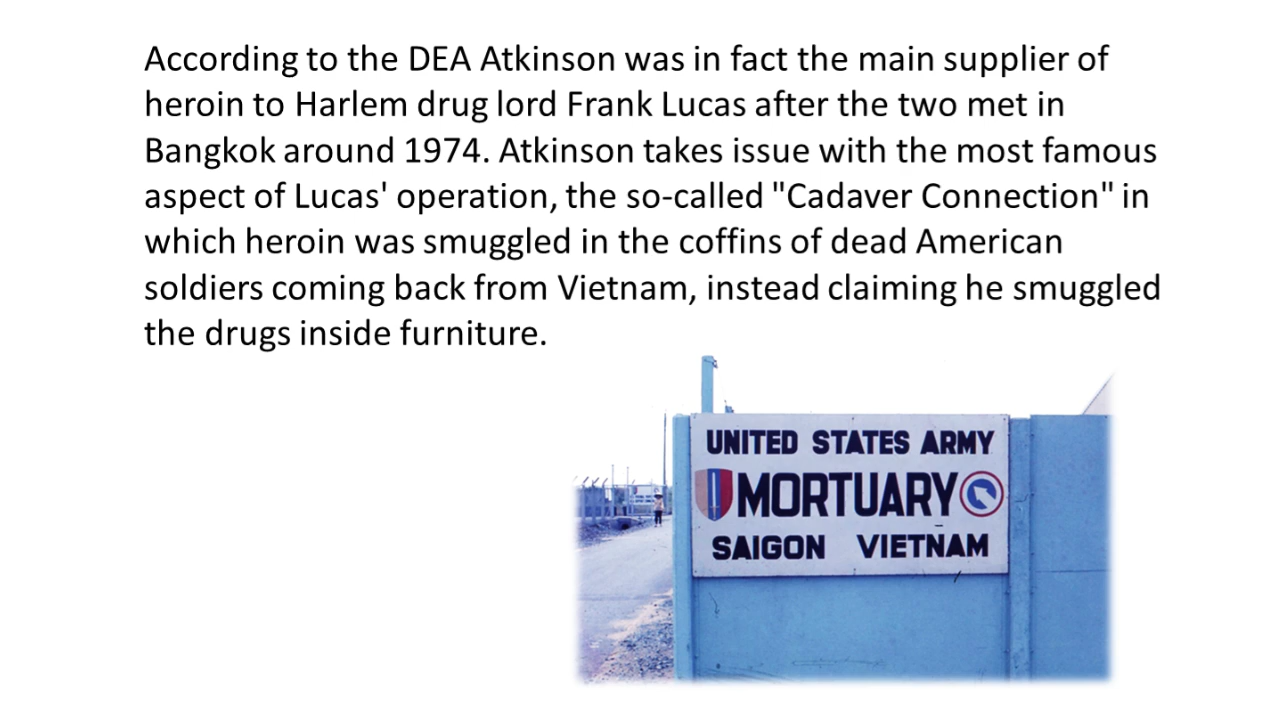 According to the DEA Atkinson was in fact the main supplier of
heroin to Harlem drug lord Frank Lucas after the two met in
Bangkok around 1974. Atkinson takes issue with the most famous
aspect of Lucas' operation, the so-called "Cadaver Connection" in
which heroin was smuggled in the coffins of dead American
soldiers coming back from Vietnam, instead claiming he smuggled
the drugs inside furniture.
UNITED STATES ARMY
MORTUARY
SAIGON VIETNAM